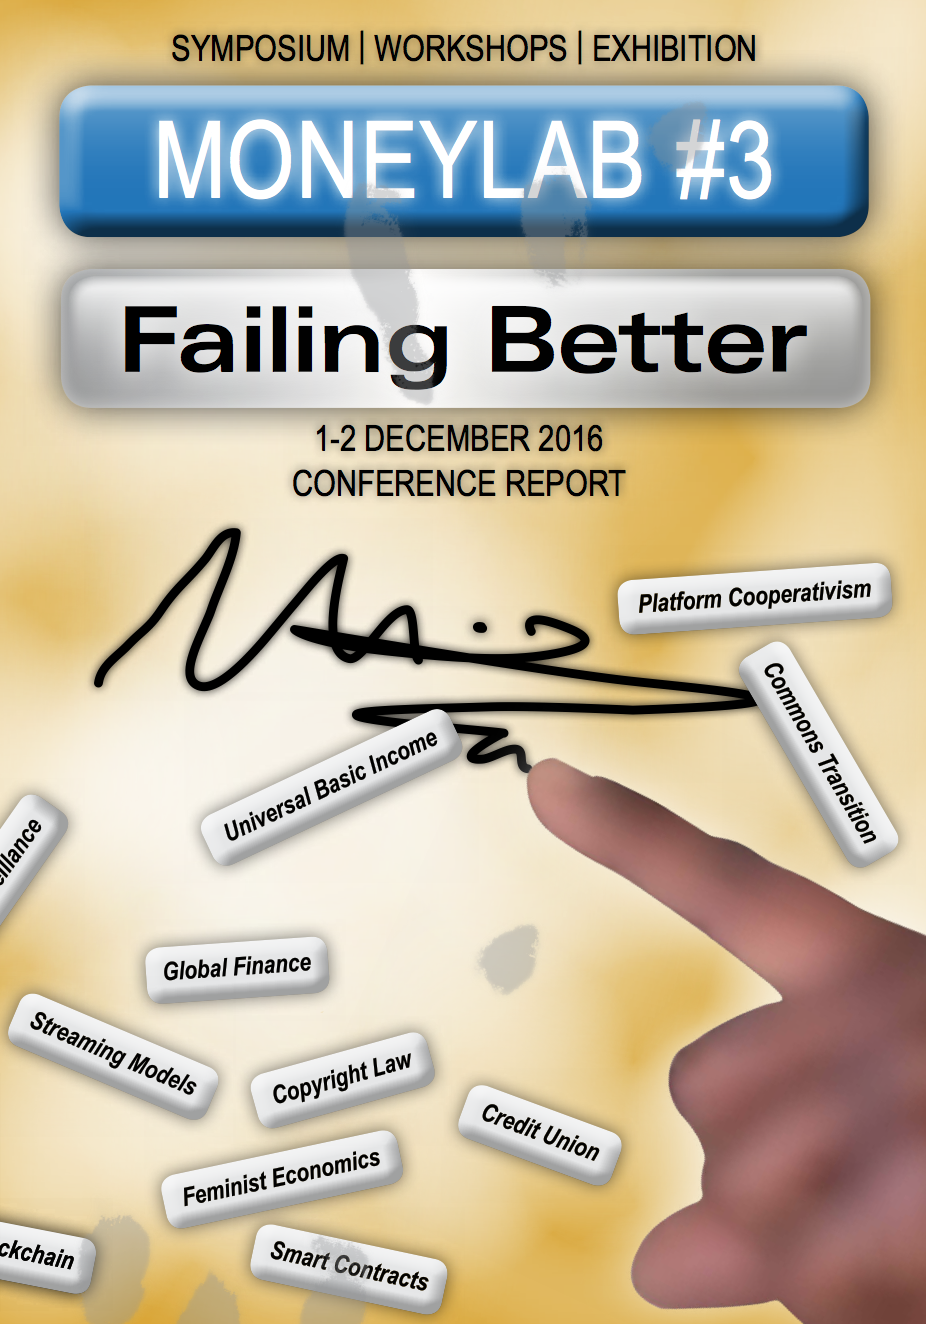 SYMPOSIUM | WORKSHOPS | EXHIBITION
MONEYLAB #3
Failing Better
1-2 DECEMBER 2016
CONFERENCE REPORT
Platform Cooperativism
Commons Transition
Universal Basic Income
Global Finance
Streaming Models
Copyright Law
Credit Union
Feminist Economics
Smart Contracts